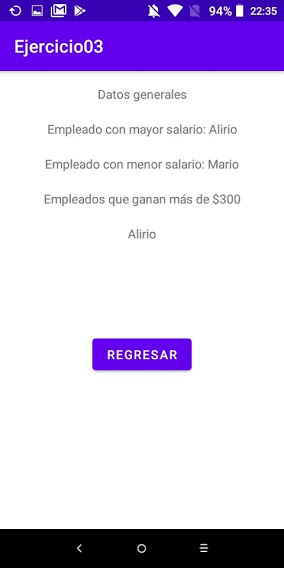 94% 22:35
Ejercicio03
Datos generales
Empleado con mayor salario: Alirio
Empleado con menor salario: Mario
Empleados que ganan más de $300
Alirio
REGRESAR